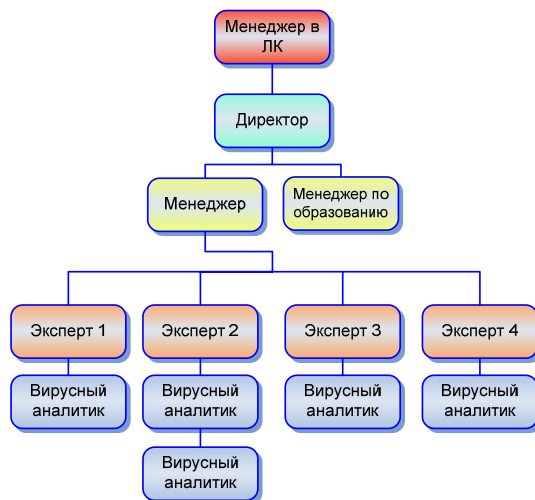 Менеджер в
ЛК
Директор
Менеджер
Менеджер по
образованию
Эксперт 1
Эксперт 2
Эксперт 3
Эксперт 4
Вирусный
аналитик
Вирусный
аналитик
Вирусный
аналитик
Вирусный
аналитик
Вирусный
аналитик